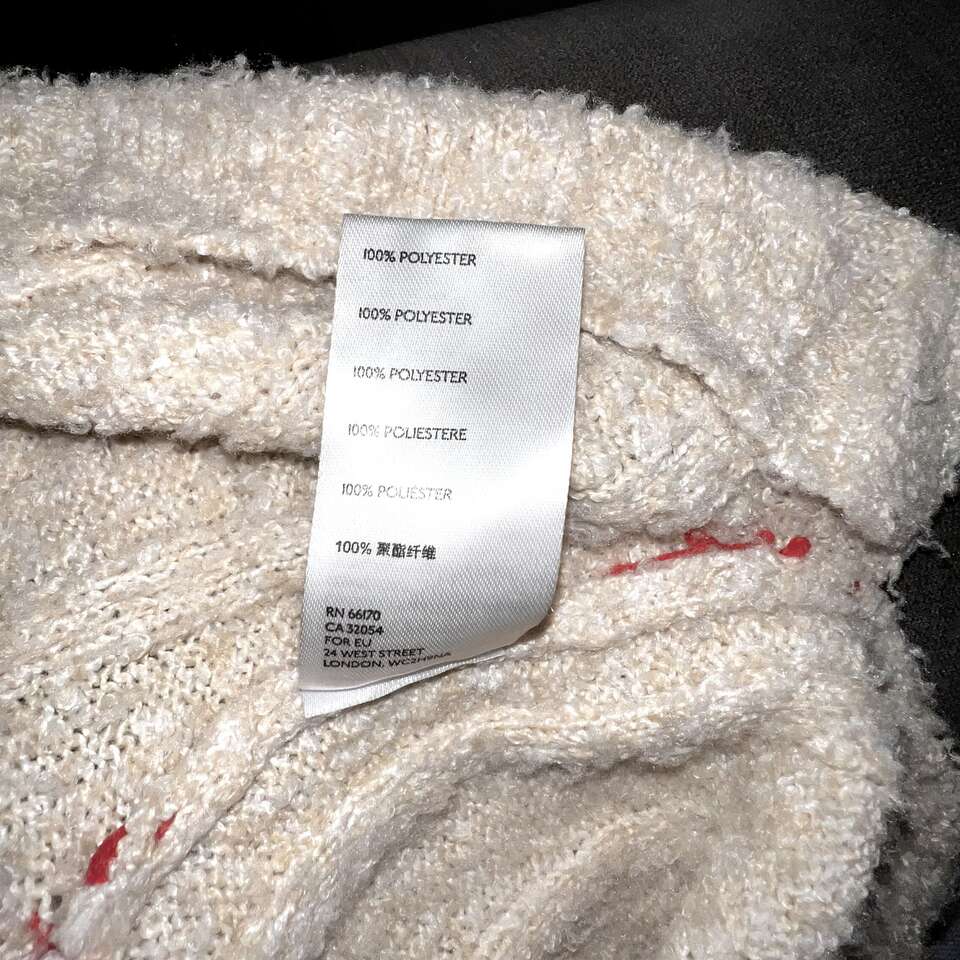 100% POLYESTER
100% POLYESTER
100% POLYESTER
100% POLIESTERE
100% POLIÉSTER
100% 聚酯纤维
RN 66170
CA 32054
FOR EU
24 WEST STREET
LONDON, WC2H9NA